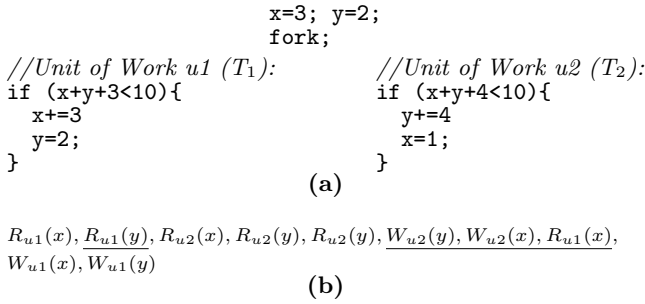 x=3; y=2;
fork;
//Unit of Work u1 (T₁): //Unit of Work u2 (T₂):
if (x+y+3<10){ if (x+y+4<10){
x+=3 y+=4
y=2; x=1;
} }
(a)
Rᵤ₁(x), Rᵤ₁(y), Rᵤ₂(x), Rᵤ₂(y), Rᵤ₂(y), Wᵤ₂(y), Wᵤ₂(x), Rᵤ₁(x),
Wᵤ₁(x), Wᵤ₁(y)
(b)